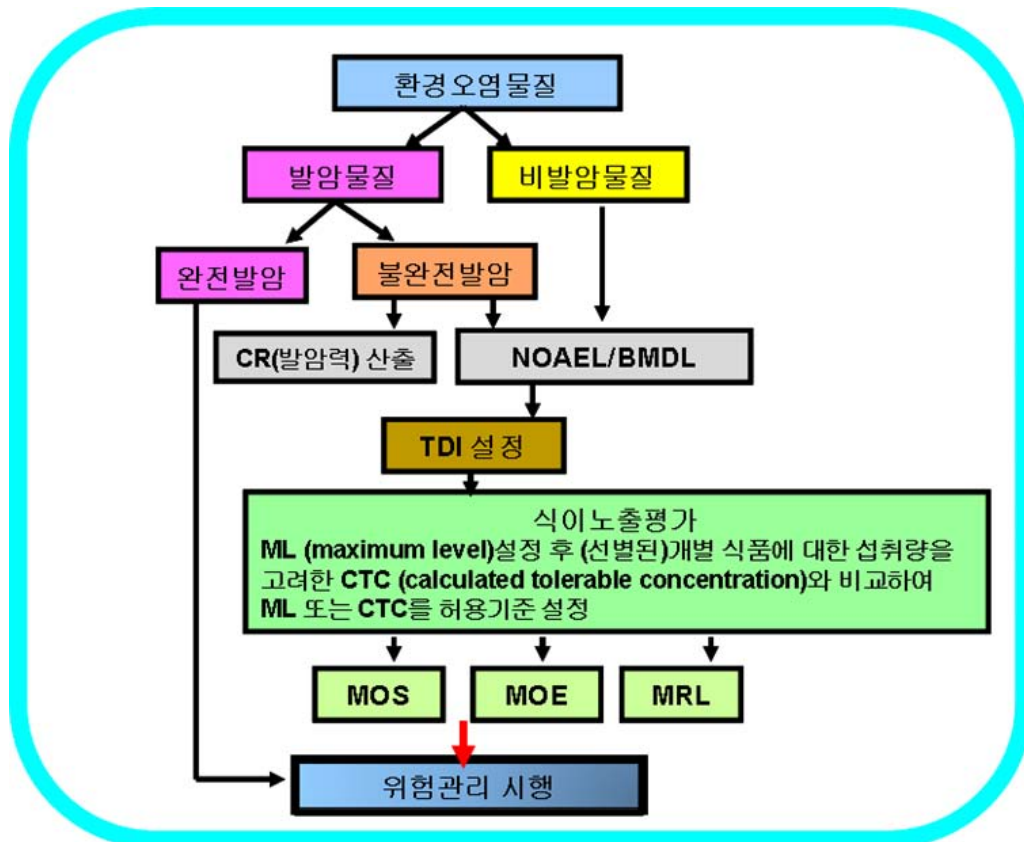 환경오염물질
발암물질
비발암물질
완전발암
불완전발암
CR(발암력) 산출
NOAEL/BMDL
TDI 설정
식이노출평가
ML (maximum level)설정 후 (선별된)개별 식품에 대한 섭취량을
고려한 CTC (calculated tolerable concentration)와 비교하여
ML 또는 CTC를 허용기준 설정
MOS
MOE
MRL
위험관리 시행